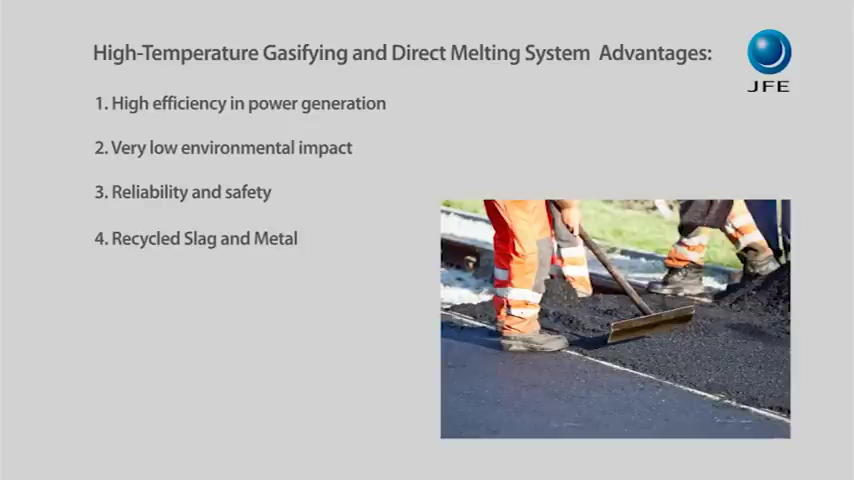 High-Temperature Gasifying and Direct Melting System Advantages:
JFE
1. High efficiency in power generation
2. Very low environmental impact
3. Reliability and safety
4. Recycled Slag and Metal